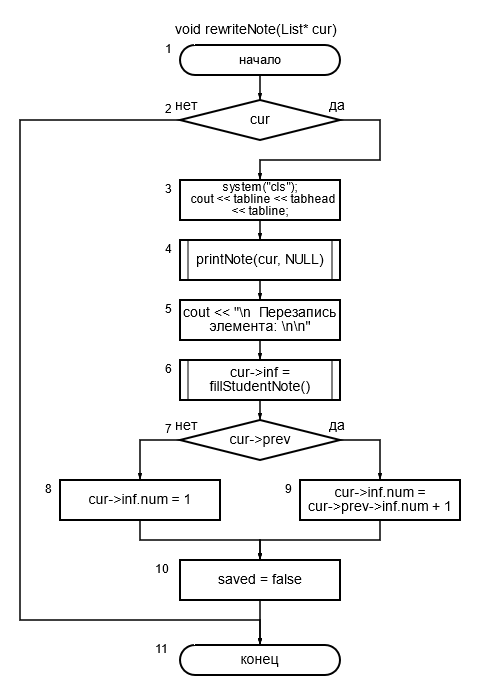 void rewriteNote(List* cur)
1
начало
2
нет
да
cur
3
system("cls");
cout << tabline << tabhead
<< tabline;
4
printNote(cur, NULL)
5
cout << "\n  Перезапись
элемента: \n\n"
6
cur->inf =
fillStudentNote()
7
нет
да
cur->prev
8
cur->inf.num = 1
9
cur->inf.num =
cur->prev->inf.num + 1
10
saved = false
11
конец